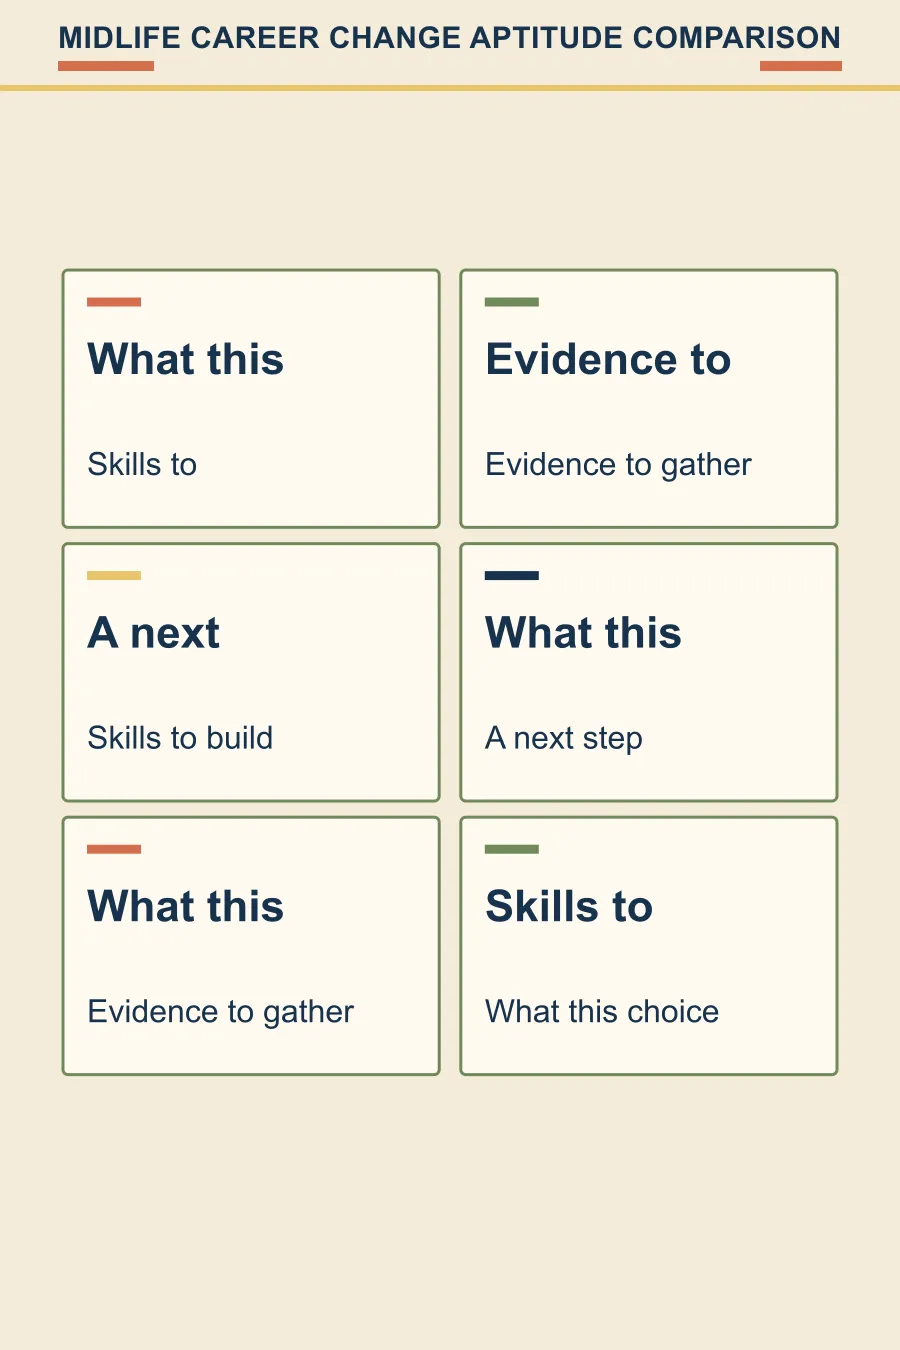 MIDLIFE CAREER CHANGE APTITUDE COMPARISON
What this
Skills to
Evidence to
Evidence to gather
A next
Skills to build
What this
A next step
What this
Evidence to gather
Skills to
What this choice